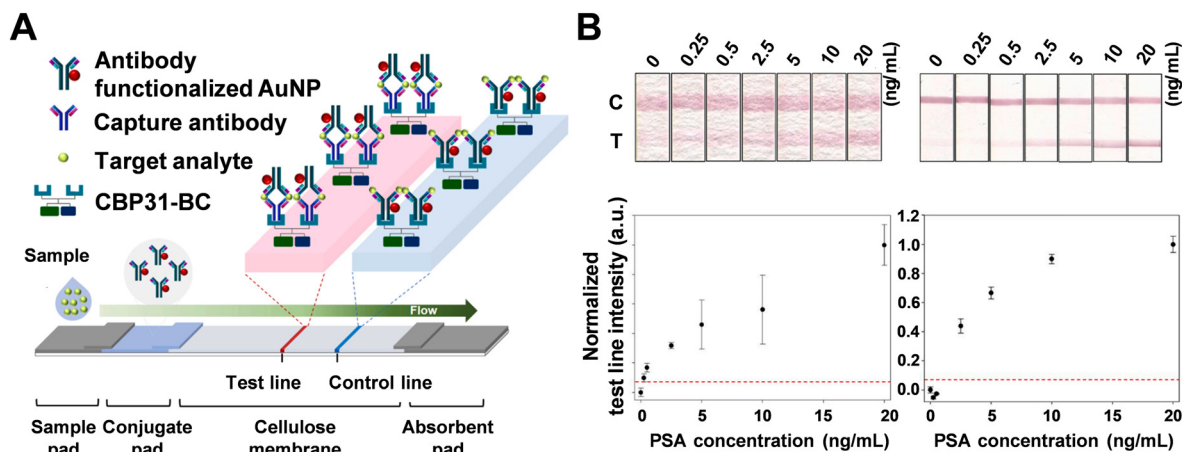 A
Antibody
functionalized AuNP
Capture antibody
Target analyte
CBP31-BC
Sample
Flow
Test line
Control line
Sample
pad
Conjugate
pad
Cellulose
membrane
Absorbent
pad
B
0 0.25 0.5 2.5 5 10 20 (ng/mL)
0 0.25 0.5 2.5 5 10 20 (ng/mL)
C
T
Normalized
test line intensity (a.u.)
1.2
1.0
0.8
0.6
0.4
0.2
0.0
0 5 10 20
0 5 10 15 20
PSA concentration (ng/mL)
PSA concentration (ng/mL)